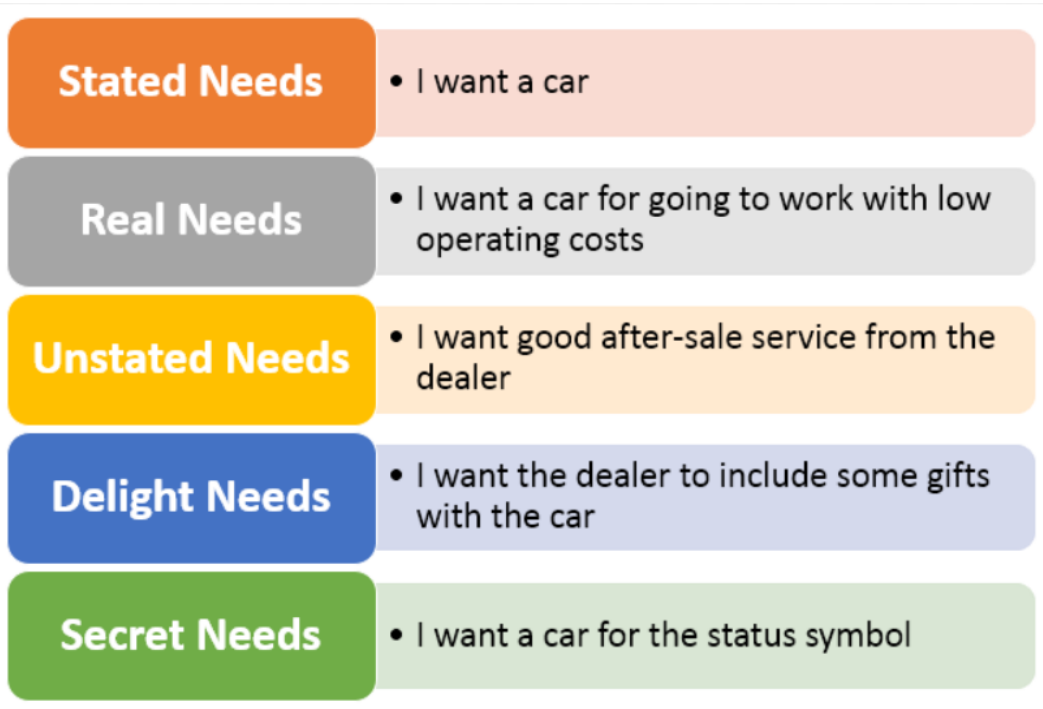 Stated Needs
• I want a car
Real Needs
• I want a car for going to work with low
operating costs
Unstated Needs
• I want good after-sale service from the
dealer
Delight Needs
• I want the dealer to include some gifts
with the car
Secret Needs
• I want a car for the status symbol